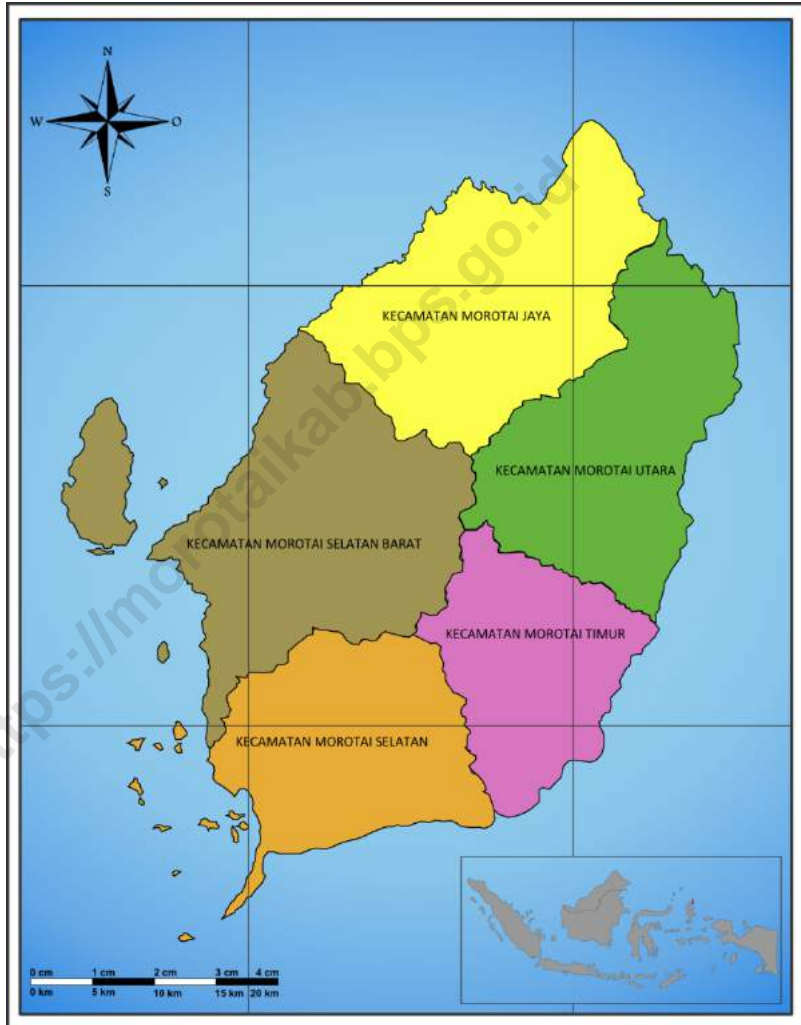 N
W O
S
KECAMATAN MOROTAI JAYA
KECAMATAN MOROTAI UTARA
KECAMATAN MOROTAI SELATAN BARAT
KECAMATAN MOROTAI TIMUR
KECAMATAN MOROTAI SELATAN
https://morotaikab.bps.go.id
0 cm 1 cm 2 cm 3 cm 4 cm
0 km 5 km 10 km 15 km 20 km